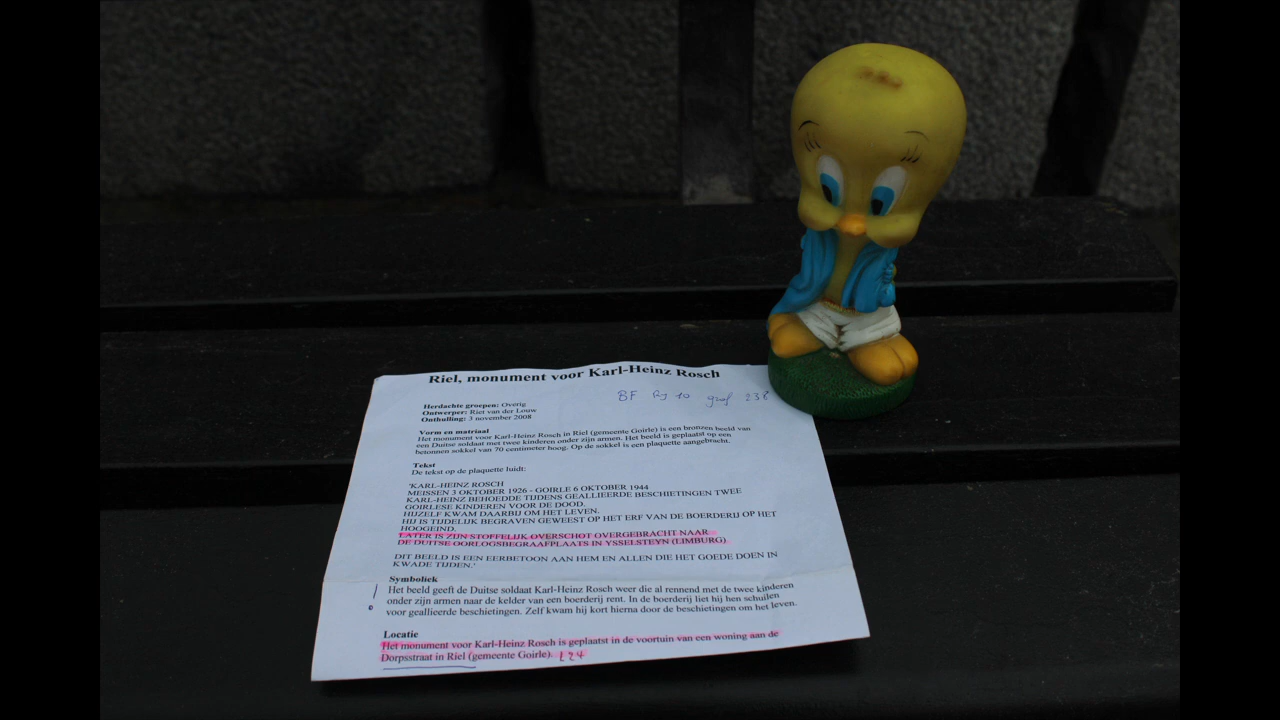 Riel, monument voor Karl-Heinz Rosch
BF RIJ 10 graf 238
Herdachte groepen: Overig
Ontwerper: Riet van der Louw
Onthulling: 3 november 2008
Vorm en matriaal
Het monument voor Karl-Heinz Rosch in Riel (gemeente Goirle) is een bronzen beeld van
een Duitse soldaat met twee kinderen onder zijn armen. Het beeld is geplaatst op een
betonnen sokkel van 70 centimeter hoog. Op de sokkel is een plaquette aangebracht.
Tekst
De tekst op de plaquette luidt:
'KARL-HEINZ ROSCH
MEISSEN 3 OKTOBER 1926 - GOIRLE 6 OKTOBER 1944
KARL-HEINZ BEHOEDDE TIJDENS GEALLIEERDE BESCHIETINGEN TWEE
GOIRLESE KINDEREN VOOR DE DOOD.
HIJZELF KWAM DAARBIJ OM HET LEVEN.
HIJ IS TIJDELIJK BEGRAVEN GEWEEST OP HET ERF VAN DE BOERDERIJ OP HET
HOOGEIND.
LATER IS ZIJN STOFFELIJK OVERSCHOT OVERGEBRACHT NAAR
DE DUITSE OORLOGSBEGRAAFPLAATS IN YSSELSTEYN (LIMBURG).
DIT BEELD IS EEN EERBETOON AAN HEM EN ALLEN DIE HET GOEDE DOEN IN
KWADE TIJDEN.'
Symboliek
Het beeld geeft de Duitse soldaat Karl-Heinz Rosch weer die al rennend met de twee kinderen
onder zijn armen naar de kelder van een boerderij rent. In de boerderij liet hij hen schuilen
voor geallieerde beschietingen. Zelf kwam hij kort hierna door de beschietingen om het leven.
Locatie
Het monument voor Karl-Heinz Rosch is geplaatst in de voortuin van een woning aan de
Dorpsstraat in Riel (gemeente Goirle). 124